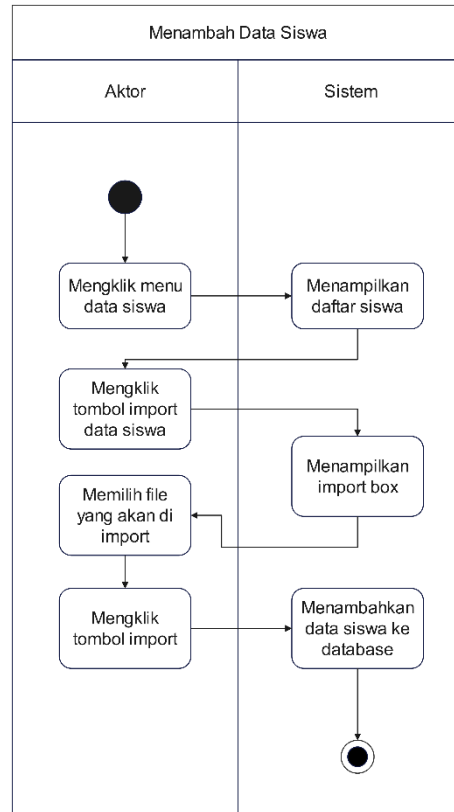 Menambah Data Siswa
Aktor
Sistem
Mengklik menu
data siswa
Menampilkan
daftar siswa
Mengklik
tombol import
data siswa
Menampilkan
import box
Memilih file
yang akan di
import
Mengklik
tombol import
Menambahkan
data siswa ke
database